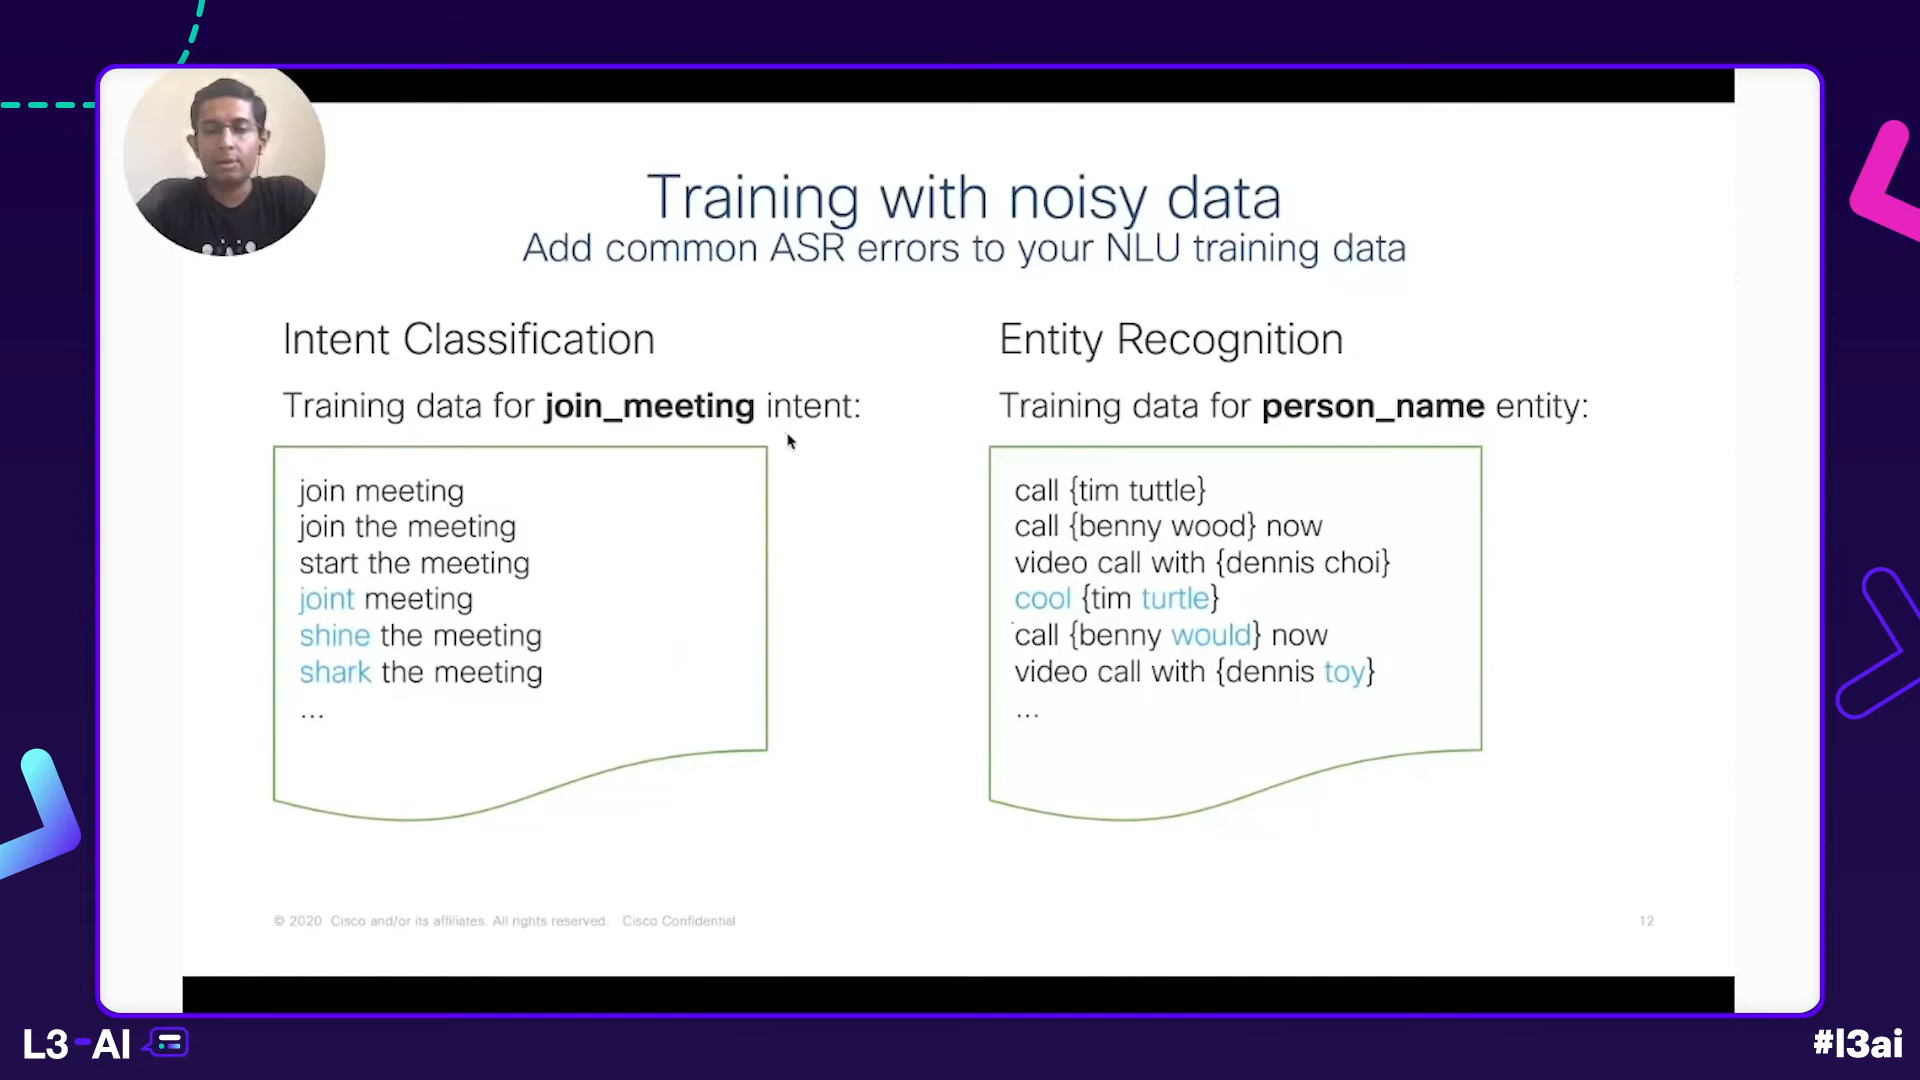 Training with noisy data
Add common ASR errors to your NLU training data
Intent Classification
Training data for join_meeting intent:
join meeting
join the meeting
start the meeting
joint meeting
shine the meeting
shark the meeting
...
Entity Recognition
Training data for person_name entity:
call {tim tuttle}
call {benny wood} now
video call with {dennis choi}
cool {tim turtle}
call {benny would} now
video call with {dennis toy}
...
© 2020 Cisco and/or its affiliates. All rights reserved. Cisco Confidential
12
L3-AI
#l3ai